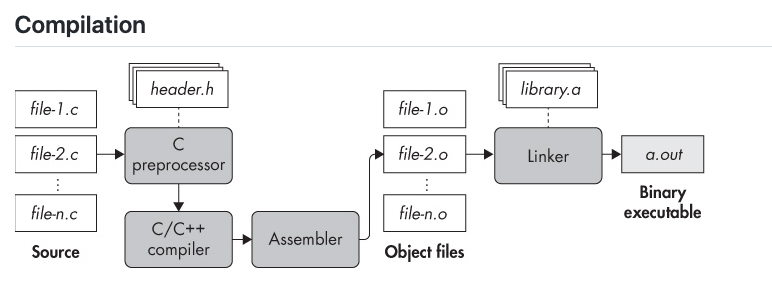 Compilation
header.h
library.a
file-1.c
file-1.o
file-2.c
C
preprocessor
file-2.o
Linker
a.out
Binary
executable
file-n.c
C/C++
compiler
Assembler
file-n.o
Source
Object files